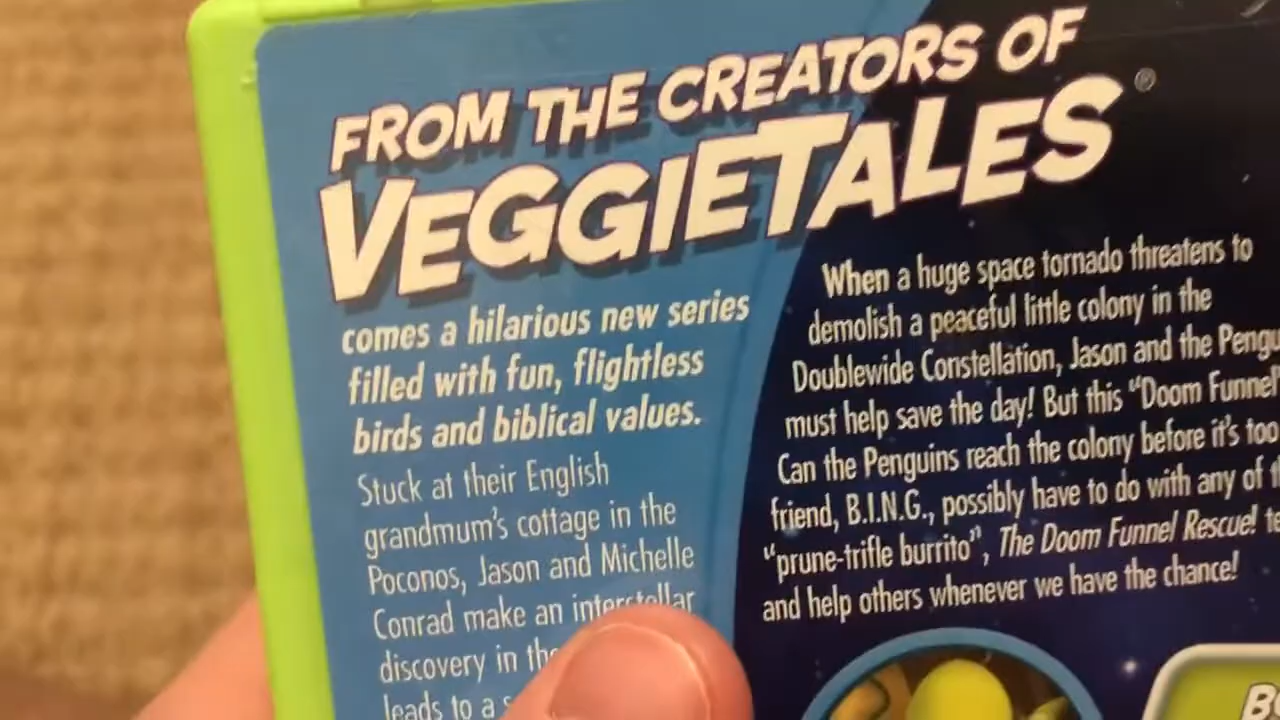 FROM THE CREATORS OF
VEGGIETALES®
comes a hilarious new series
filled with fun, flightless
birds and biblical values.
Stuck at their English
grandmum's cottage in the
Poconos, Jason and Michelle
Conrad make an interstellar
discovery in the
leads to a
When a huge space tornado threatens to
demolish a peaceful little colony in the
Doublewide Constellation, Jason and the Pengu
must help save the day! But this "Doom Funnel"
Can the Penguins reach the colony before it's too
friend, B.I.N.G., possibly have to do with any of
"prune-trifle burrito", The Doom Funnel Rescue!
and help others whenever we have the chance!